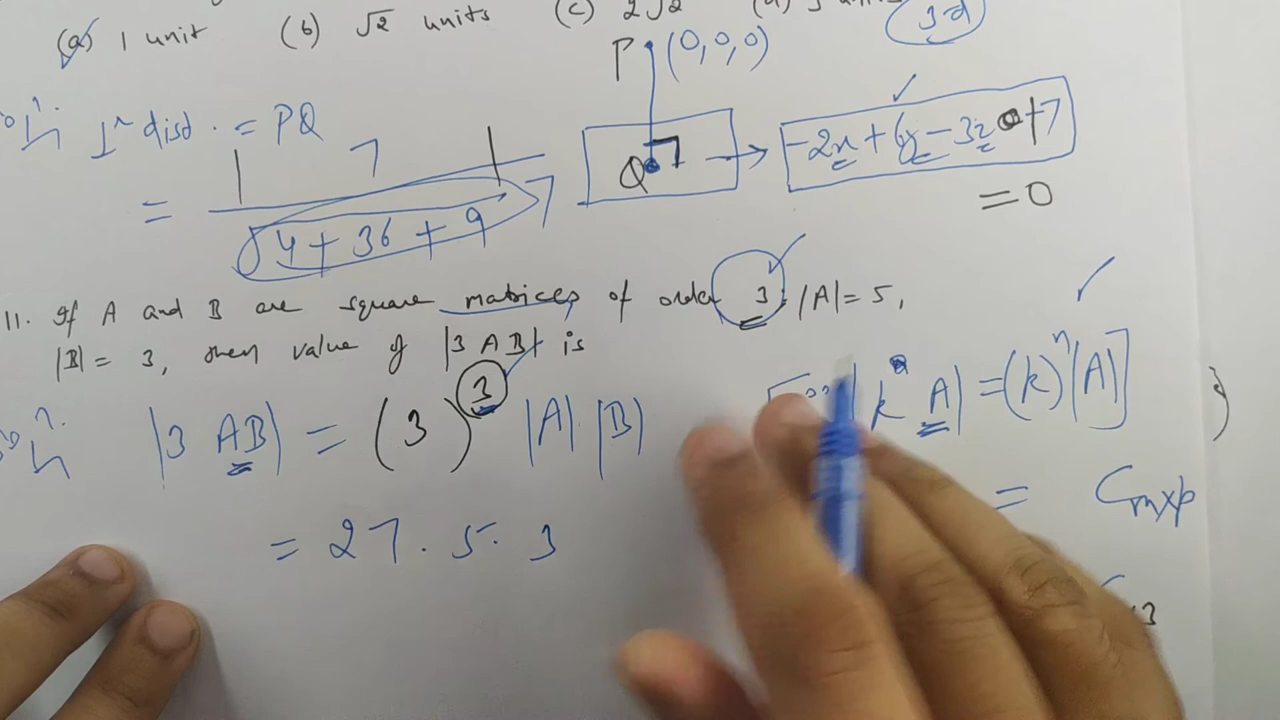 (a) 1 unit (b) √2 units (c) 2√2
3d
P (0,0,0)
⊥r dist. = PQ
Q
-2x + 6y - 3z + 7
= 0
= |7| / √4 + 36 + 9 7
11. If A and B are square matrices of order 3, |A| = 5,
|B| = 3, then value of |3 AB| is
|3 AB| = (3)^3 |A| |B|
k A| = (k)^n |A|]
= C m×p
= 27 . 5 . 3